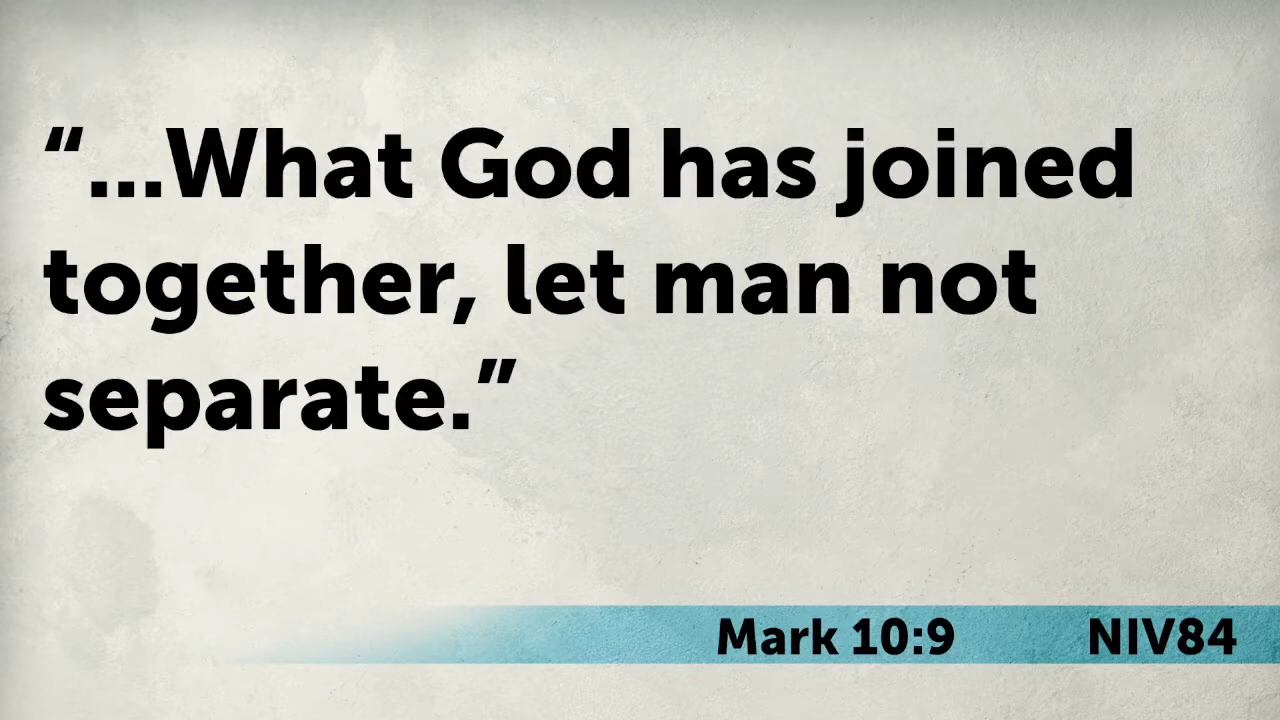 “...What God has joined
together, let man not
separate.”
Mark 10:9 NIV84